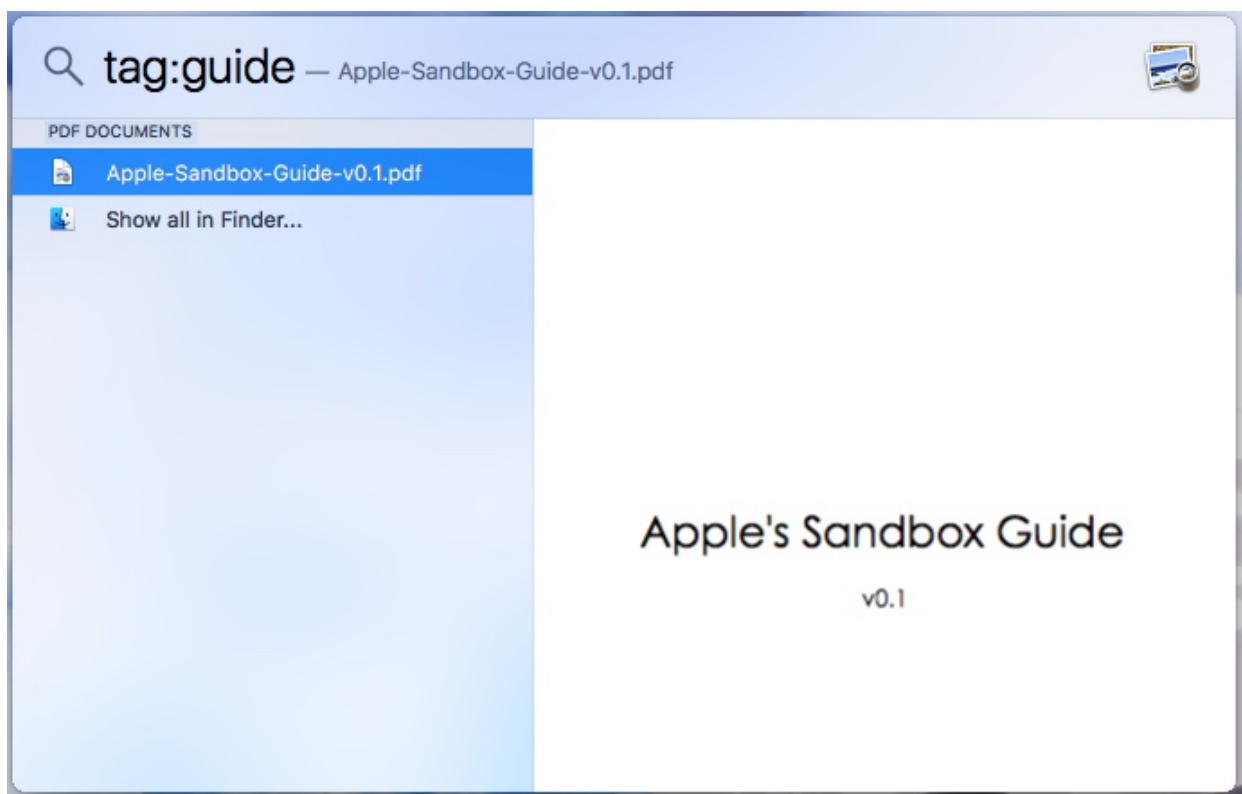 tag:guide — Apple-Sandbox-Guide-v0.1.pdf
PDF DOCUMENTS
Apple-Sandbox-Guide-v0.1.pdf
Show all in Finder...
Apple's Sandbox Guide
v0.1